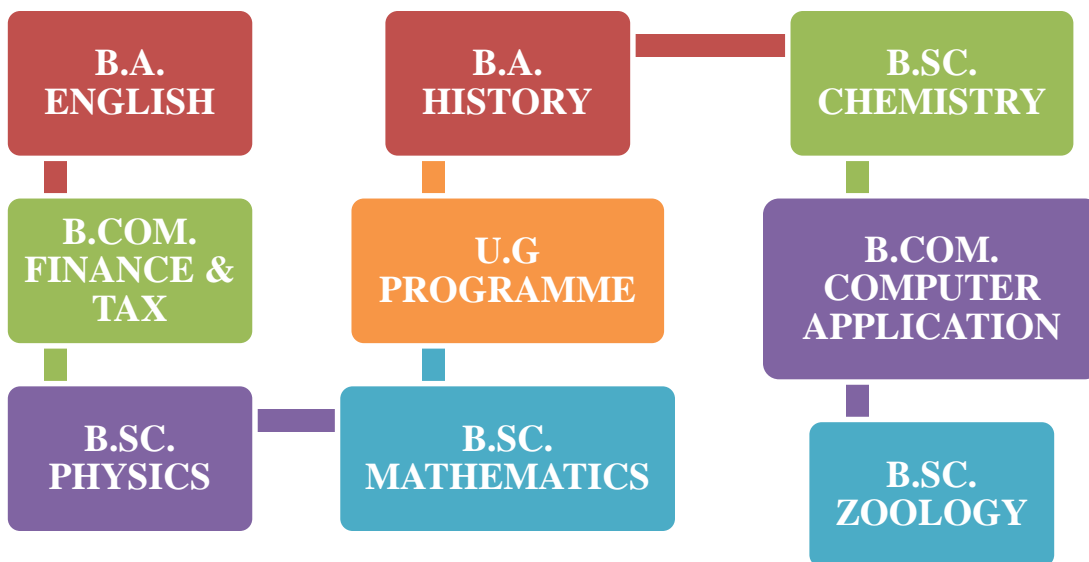 B.A.
ENGLISH
B.COM.
FINANCE &
TAX
B.SC.
PHYSICS
B.SC.
MATHEMATICS
U.G
PROGRAMME
B.A.
HISTORY
B.SC.
CHEMISTRY
B.COM.
COMPUTER
APPLICATION
B.SC.
ZOOLOGY